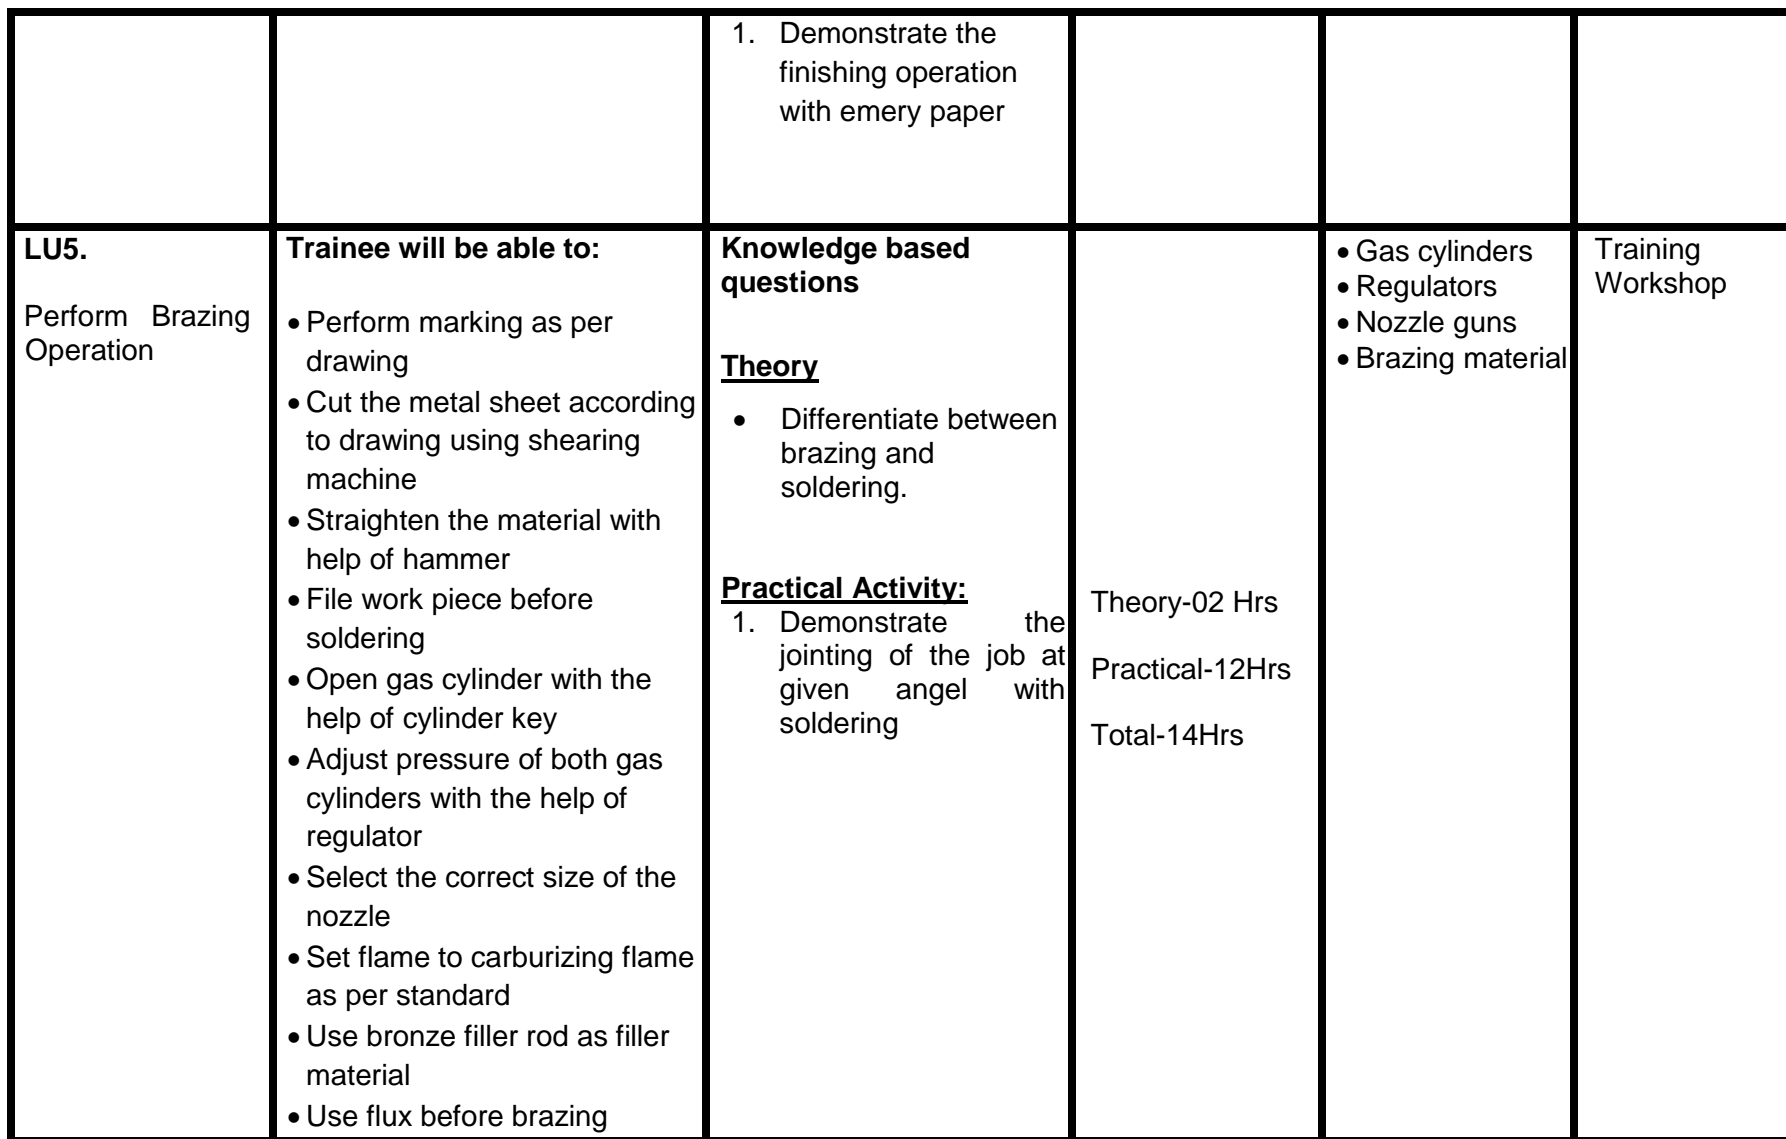 1. Demonstrate the
finishing operation
with emery paper
LU5.
Perform Brazing
Operation
Trainee will be able to:
• Perform marking as per
drawing
• Cut the metal sheet according
to drawing using shearing
machine
• Straighten the material with
help of hammer
• File work piece before
soldering
• Open gas cylinder with the
help of cylinder key
• Adjust pressure of both gas
cylinders with the help of
regulator
• Select the correct size of the
nozzle
• Set flame to carburizing flame
as per standard
• Use bronze filler rod as filler
material
• Use flux before brazing
Knowledge based
questions
Theory
• Differentiate between
brazing and
soldering.
Practical Activity:
1. Demonstrate the
jointing of the job at
given angel with
soldering
Theory-02 Hrs
Practical-12Hrs
Total-14Hrs
• Gas cylinders
• Regulators
• Nozzle guns
• Brazing material
Training
Workshop